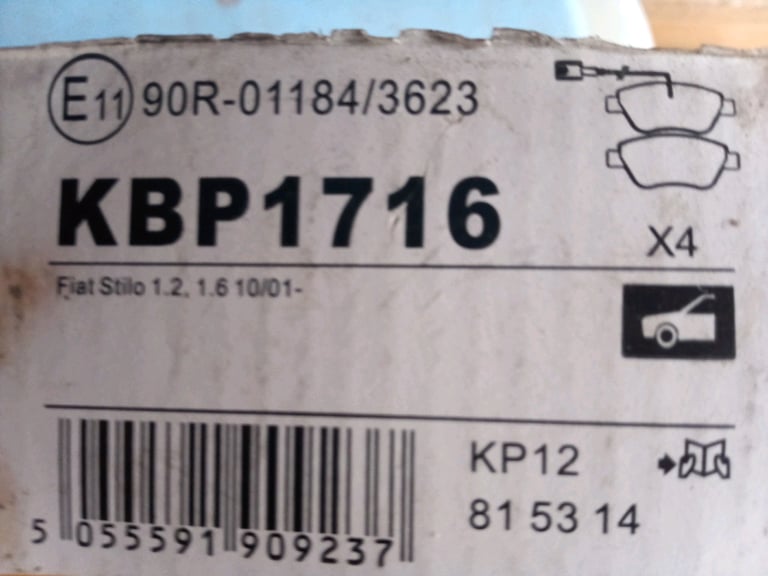 E11 90R-01184/3623
KBP1716
X4
Fiat Stilo 1.2, 1.6 10/01-
KP12
81 53 14
5 055591 909237